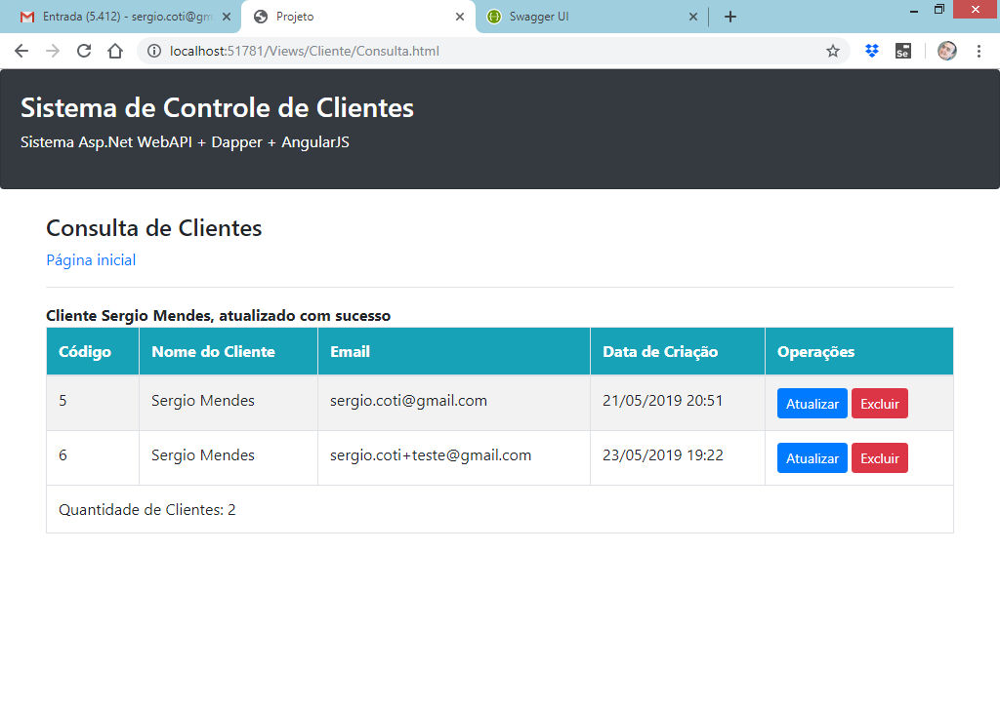 Entrada (5.412) - sergio.coti@gm
Projeto
Swagger UI
localhost:51781/Views/Cliente/Consulta.html
Se
Sistema de Controle de Clientes
Sistema Asp.Net WebAPI + Dapper + AngularJS
Consulta de Clientes
Página inicial
Cliente Sergio Mendes, atualizado com sucesso
Código Nome do Cliente Email Data de Criação Operações
5 Sergio Mendes sergio.coti@gmail.com 21/05/2019 20:51 Atualizar Excluir
6 Sergio Mendes sergio.coti+teste@gmail.com 23/05/2019 19:22 Atualizar Excluir
Quantidade de Clientes: 2